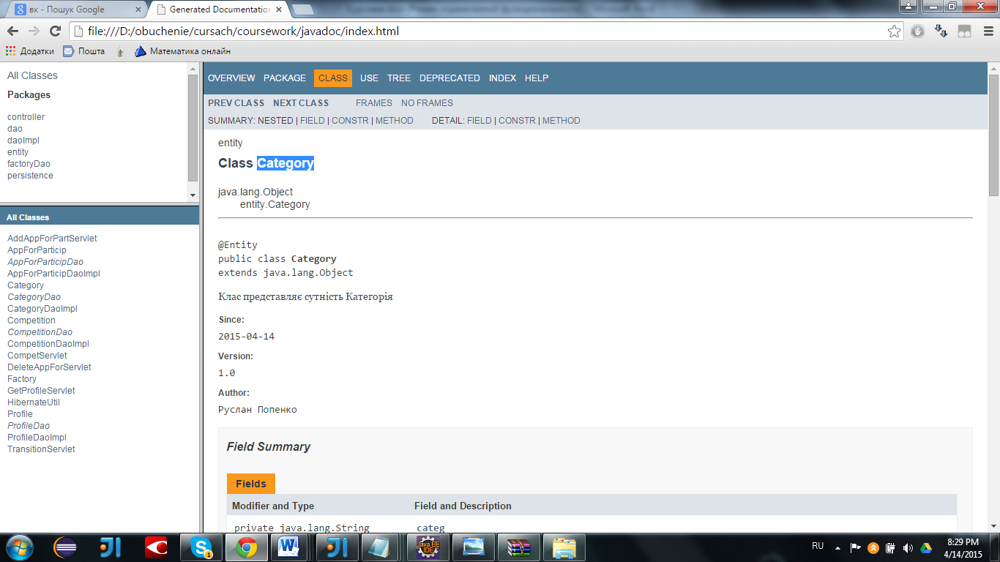 вк - Пошук Google
Generated Documentation
file:///D:/obuchenie/cursach/coursework/javadoc/index.html
Додатки Пошта Математика онлайн
All Classes
Packages
controller
dao
daoImpl
entity
factoryDao
persistence
All Classes
AddAppForPartServlet
AppForParticip
AppForParticipDao
AppForParticipDaoImpl
Category
CategoryDao
CategoryDaoImpl
Competition
CompetitionDao
CompetitionDaoImpl
CompetServlet
DeleteAppForServlet
Factory
GetProfileServlet
HibernateUtil
Profile
ProfileDao
ProfileDaoImpl
TransitionServlet
OVERVIEW PACKAGE CLASS USE TREE DEPRECATED INDEX HELP
PREV CLASS NEXT CLASS FRAMES NO FRAMES
SUMMARY: NESTED | FIELD | CONSTR | METHOD DETAIL: FIELD | CONSTR | METHOD
entity
Class Category
java.lang.Object
entity.Category
@Entity
public class Category
extends java.lang.Object
Клас представляє сутність Категорія
Since:
2015-04-14
Version:
1.0
Author:
Руслан Попенко
Field Summary
Fields
Modifier and Type Field and Description
private java.lang.String categ
RU
8:29 PM
4/14/2015